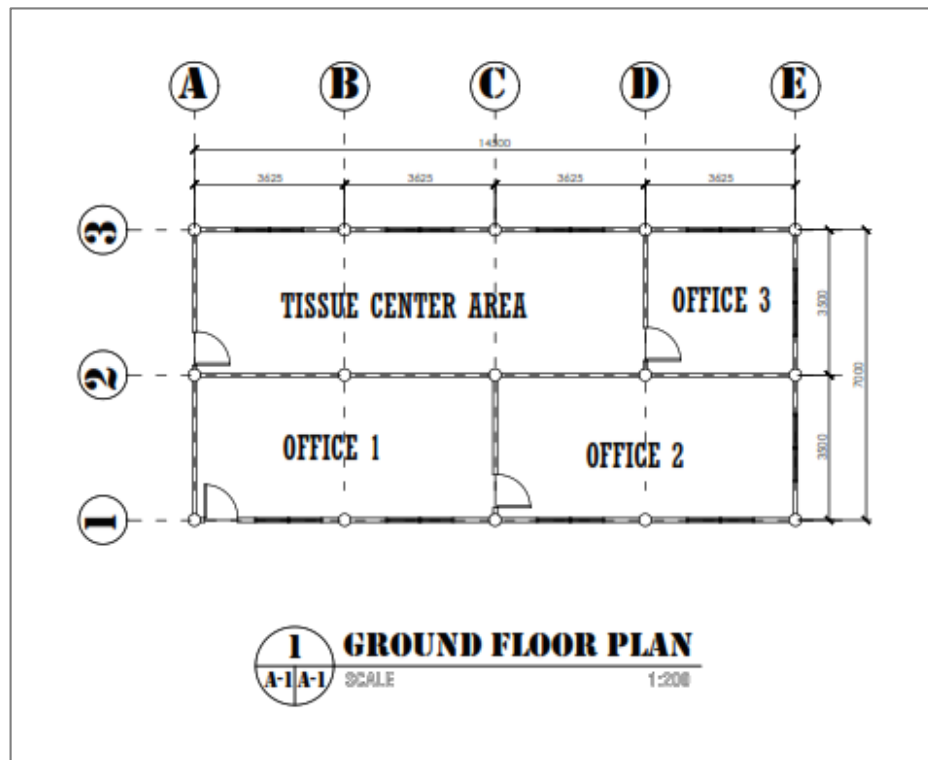 A B C D E
14500
3625 3625 3625 3625
3
TISSUE CENTER AREA
OFFICE 3
3500
7000
2
OFFICE 1
OFFICE 2
3500
1
1 GROUND FLOOR PLAN
A-1 A-1 SCALE 1:200